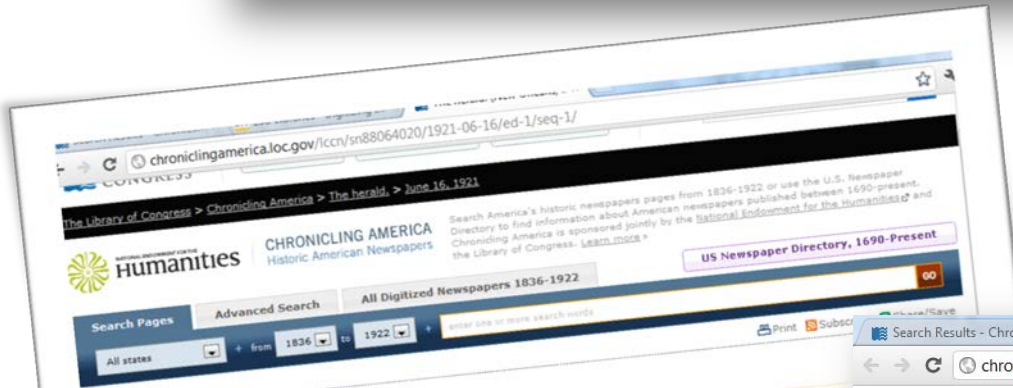 chroniclingamerica.loc.gov/lccn/sn88064020/1921-06-16/ed-1/seq-1/
CONGRESS
The Library of Congress > Chronicling America > The herald. > June 16, 1921
NATIONAL ENDOWMENT FOR THE
Humanities
CHRONICLING AMERICA
Historic American Newspapers
Search America's historic newspapers pages from 1836-1922 or use the U.S. Newspaper
Directory to find information about American newspapers published between 1690-present.
Chronicling America is sponsored jointly by the National Endowment for the Humanities and
the Library of Congress. Learn more >
US Newspaper Directory, 1690-Present
Search Pages
Advanced Search
All Digitized Newspapers 1836-1922
All states + from 1836 to 1922 + enter one or more search words GO
Print Subscr Share/Save
Search Results - Chro
chro